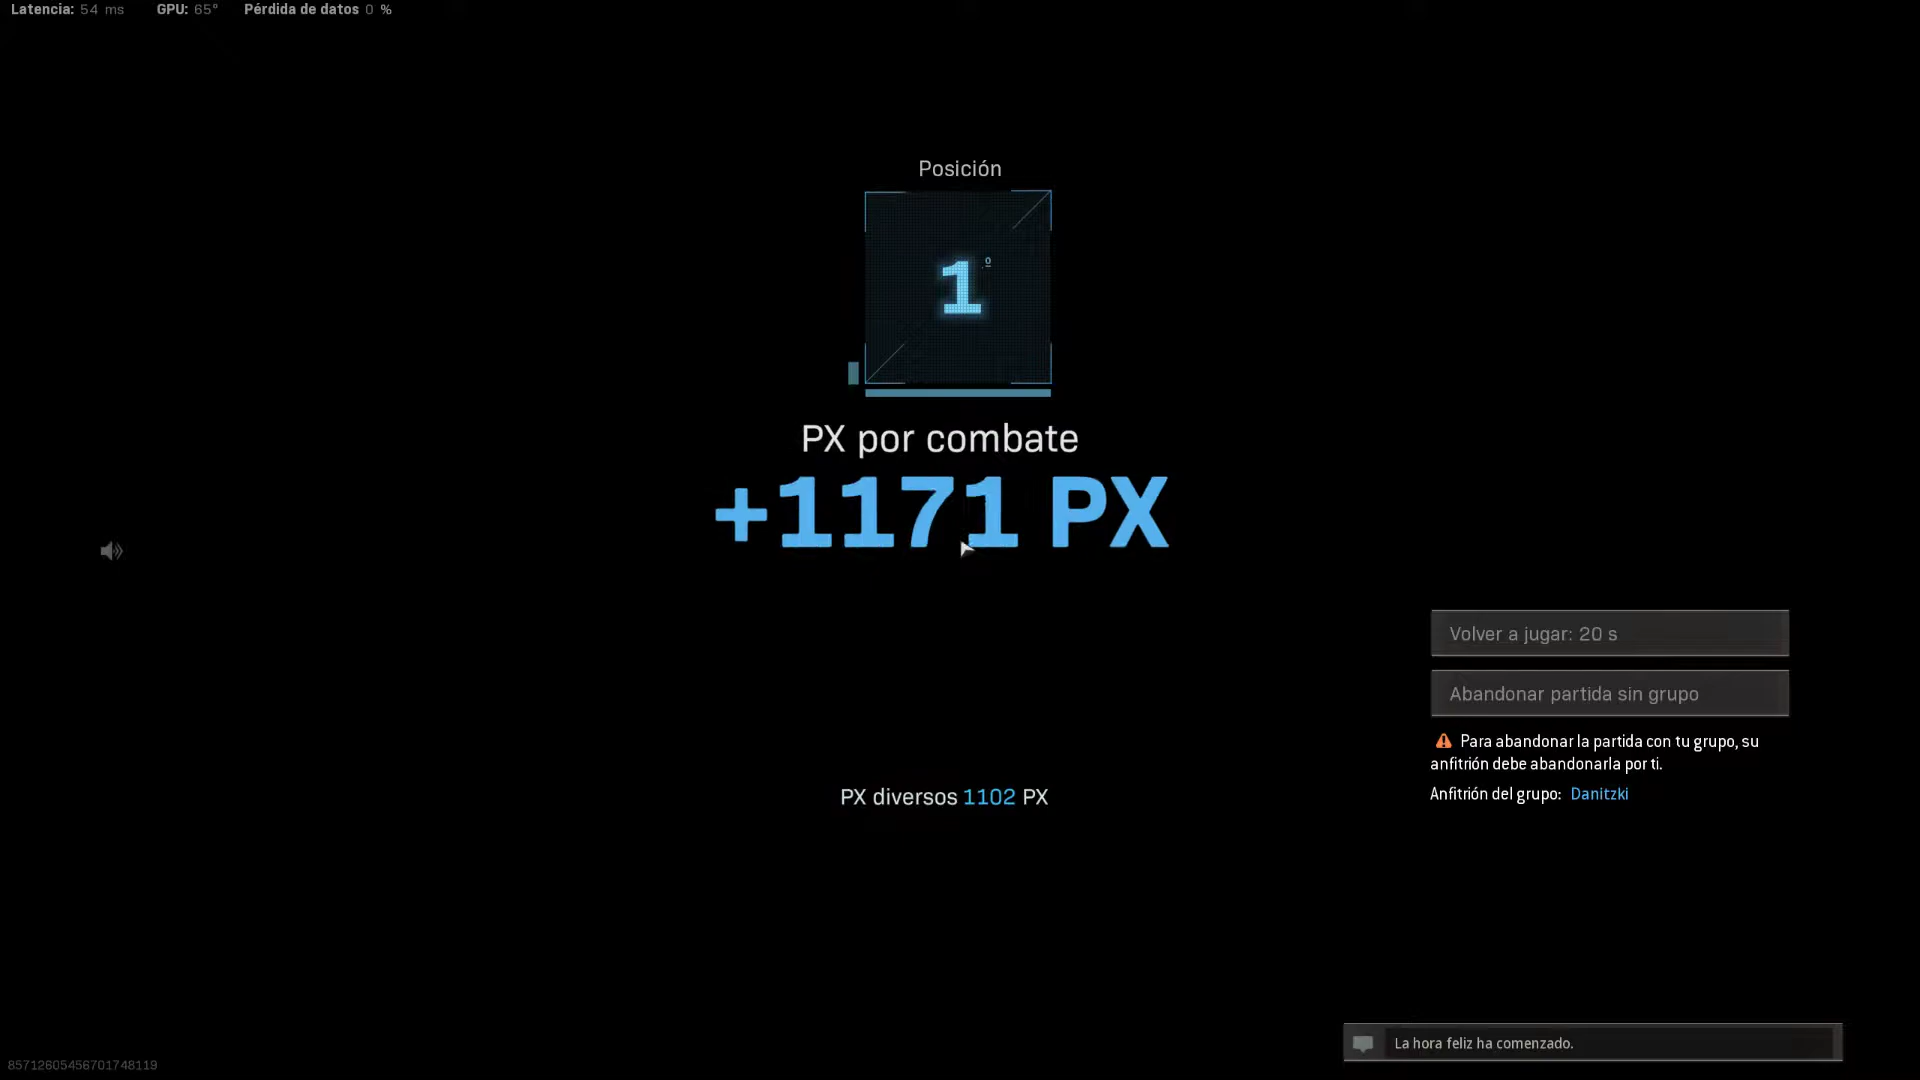 Latencia: 54 ms GPU: 65° Pérdida de datos 0 %
Posición
1.º
PX por combate
+1171 PX
Volver a jugar: 20 s
Abandonar partida sin grupo
Para abandonar la partida con tu grupo, su
anfitrión debe abandonarla por ti.
Anfitrión del grupo: Danitzki
PX diversos 1102 PX
La hora feliz ha comenzado.
85712605456701748119